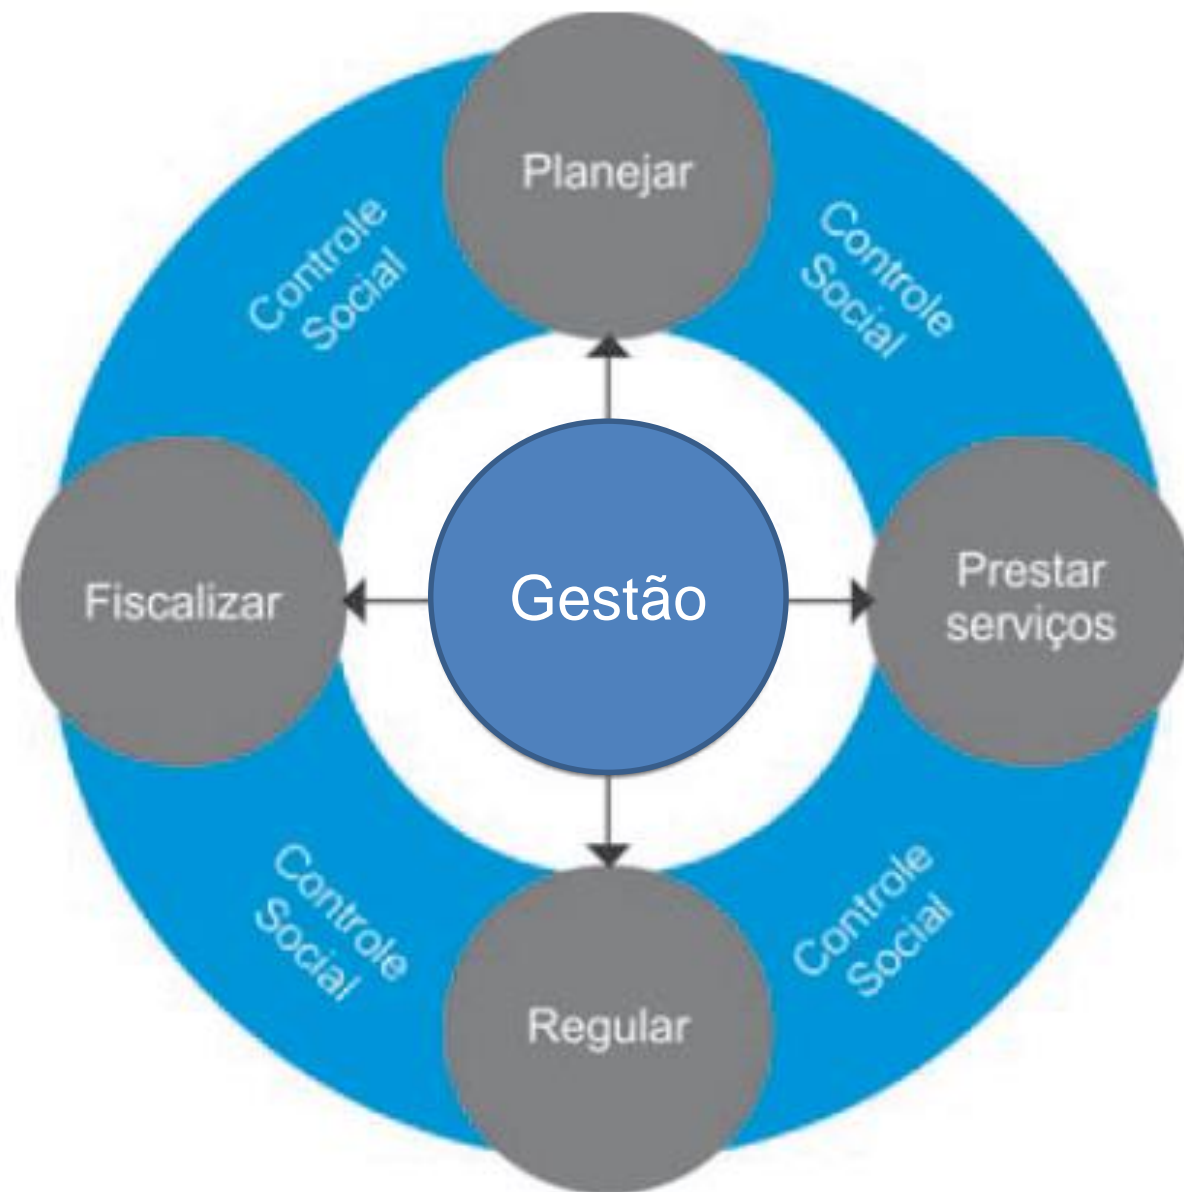 Planejar
Controle
Social
Controle
Social
Fiscalizar
Gestão
Prestar
serviços
Controle
Social
Controle
Social
Regular